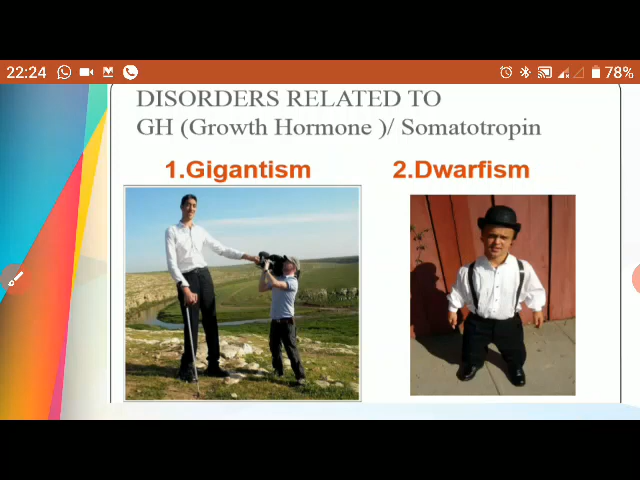 22:24
78%
DISORDERS RELATED TO
GH (Growth Hormone )/ Somatotropin
1.Gigantism
2.Dwarfism